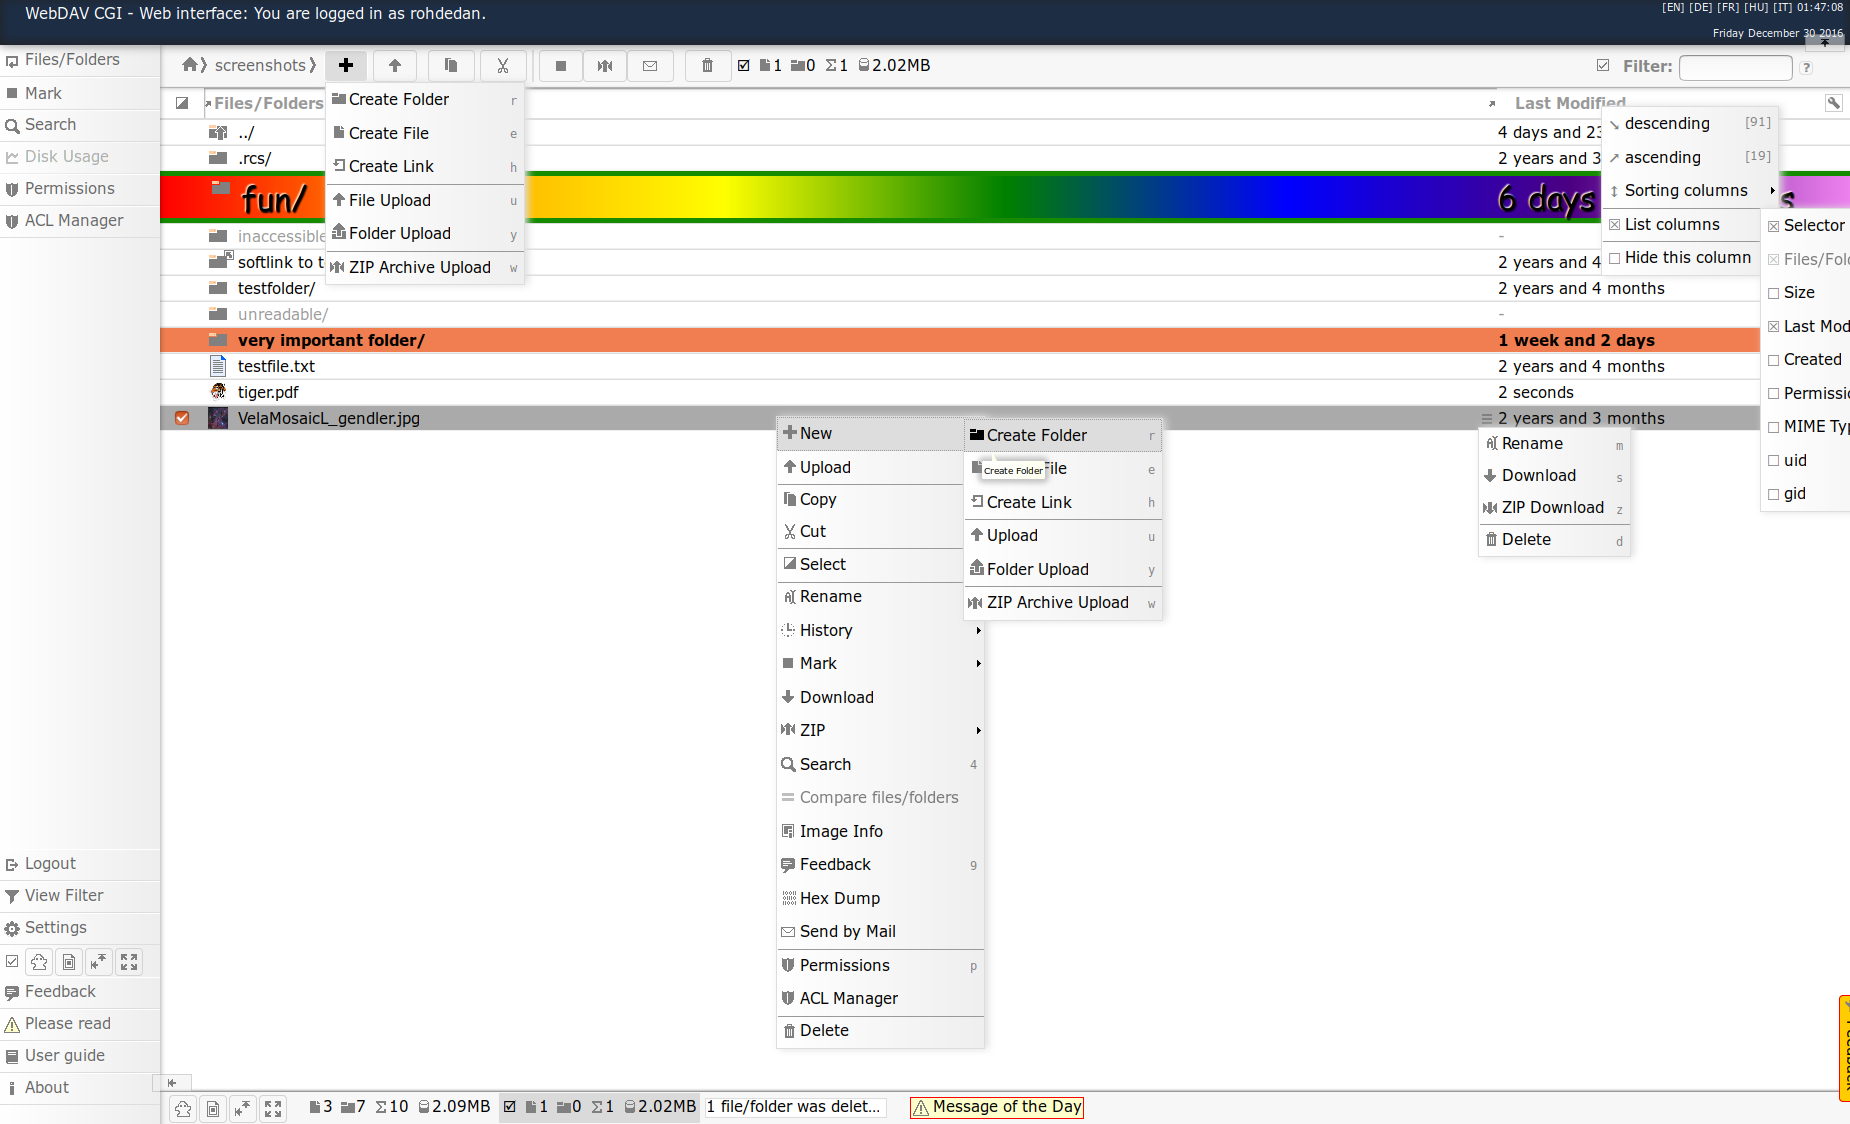 WebDAV CGI - Web interface: You are logged in as rohdedan.
[EN] [DE] [FR] [HU] [IT] 01:47:08
Friday December 30 2016
Files/Folders
Mark
Search
Disk Usage
Permissions
ACL Manager
screenshots
1 0 Σ1 2.02MB
Filter:
?
Files/Folders
Last Modified
../
4 days and 23
.rcs/
2 years and 3
fun/
6 days
s
inaccessible
-
softlink to t
2 years and 4
testfolder/
2 years and 4 months
unreadable/
-
very important folder/
1 week and 2 days
testfile.txt
2 years and 4 months
tiger.pdf
2 seconds
VelaMosaicL_gendler.jpg
2 years and 3 months
Create Folder r
Create File e
Create Link h
File Upload u
Folder Upload y
ZIP Archive Upload w
descending [91]
ascending [19]
Sorting columns
List columns
Hide this column
Selector
Files/Fol
Size
Last Mod
Created
Permissi
MIME Typ
uid
gid
New
Upload
Copy
Cut
Select
Rename
History
Mark
Download
ZIP
Search 4
Compare files/folders
Image Info
Feedback 9
Hex Dump
Send by Mail
Permissions p
ACL Manager
Delete
Create Folder r
File e
Create Folder
Create Link h
Upload u
Folder Upload y
ZIP Archive Upload w
Rename m
Download s
ZIP Download z
Delete d
Logout
View Filter
Settings
Feedback
Please read
User guide
About
3 7 Σ10 2.09MB
1 0 Σ1 2.02MB
1 file/folder was delet...
Message of the Day